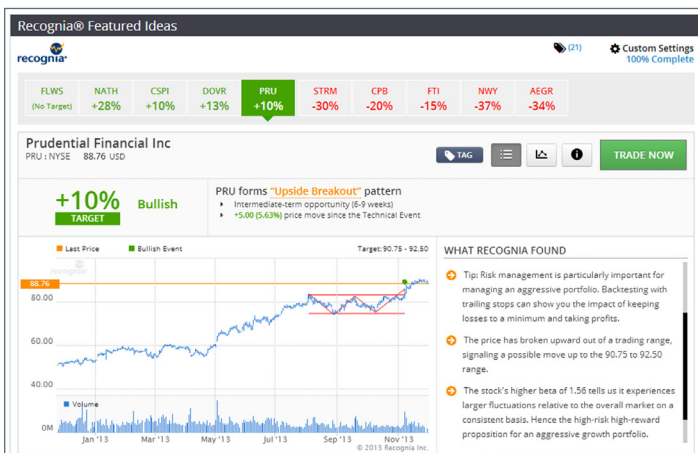 Recognia® Featured Ideas
recognia
(21)
Custom Settings
100% Complete
FLWS NATH CSPI DOVR PRU STRM CPB FTI NWY AEGR
(No Target) +28% +10% +13% +10% -30% -20% -15% -37% -34%
Prudential Financial Inc
PRU : NYSE 88.76 USD
TAG
TRADE NOW
+10%
TARGET
Bullish
PRU forms "Upside Breakout" pattern
Intermediate-term opportunity (6-9 weeks)
+5.00 (5.63%) price move since the Technical Event
Last Price Bullish Event Target: 90.75 - 92.50
recognia
88.76
80.00
60.00
40.00
Volume
0M
Jan '13 Mar '13 May '13 Jul '13 Sep '13 Nov '13
© 2013 Recognia Inc.
WHAT RECOGNIA FOUND
Tip: Risk management is particularly important for
managing an aggressive portfolio. Backtesting with
trailing stops can show you the impact of keeping
losses to a minimum and taking profits.
The price has broken upward out of a trading range,
signaling a possible move up to the 90.75 to 92.50
range.
The stock's higher beta of 1.56 tells us it experiences
larger fluctuations relative to the overall market on a
consistent basis. Hence the high-risk high-reward
proposition for an aggressive growth portfolio.